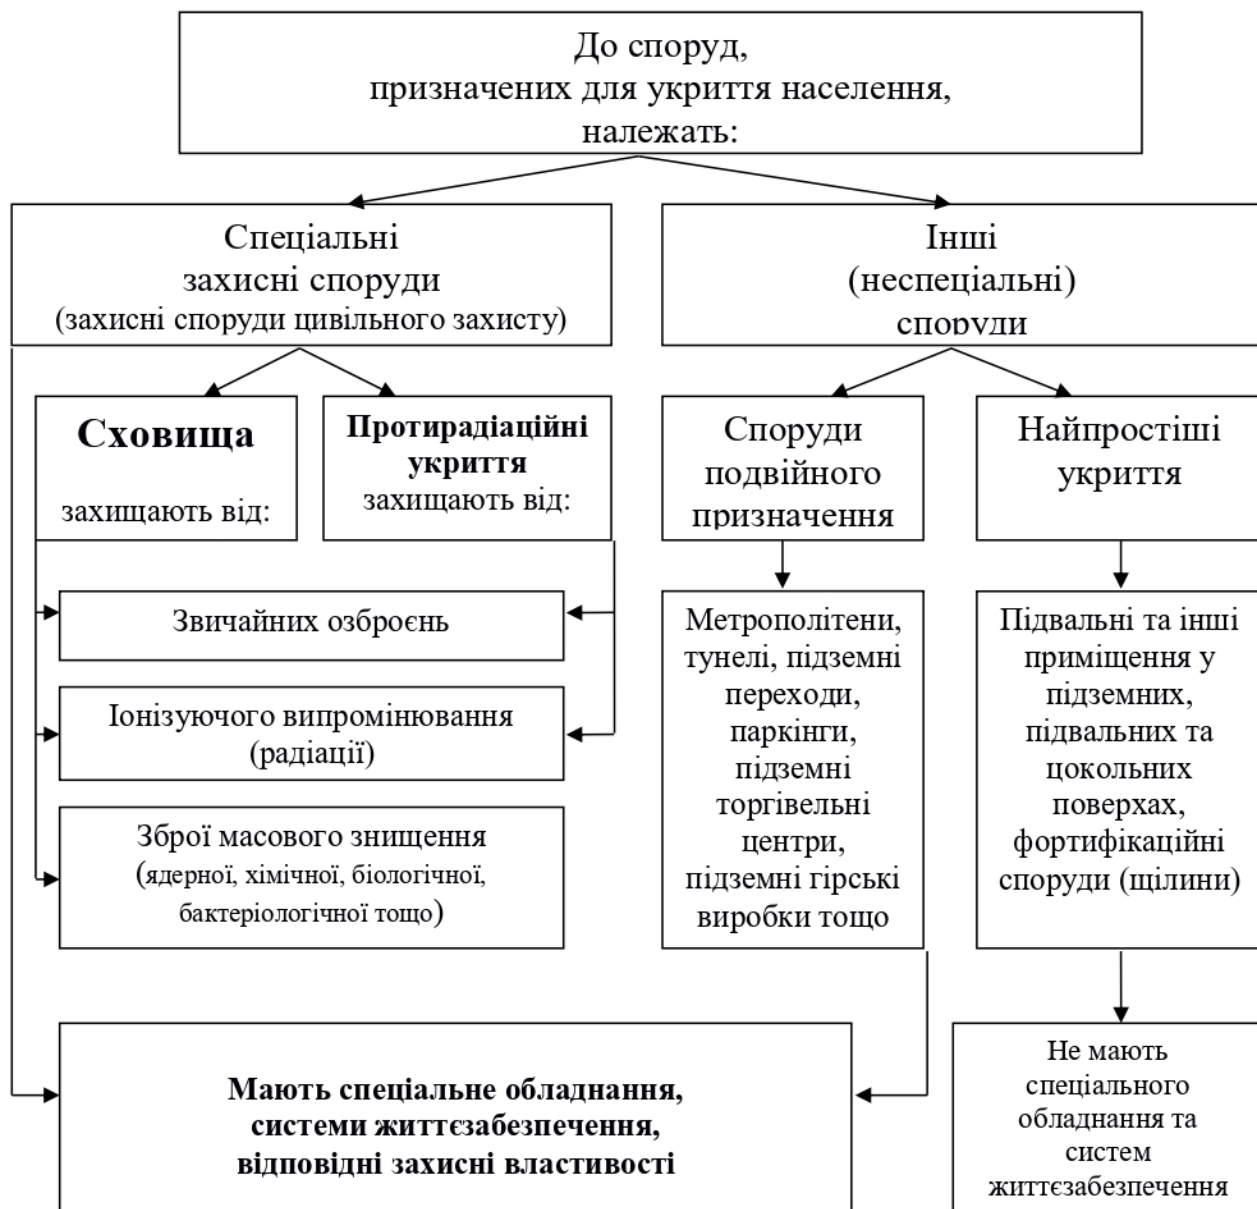 До споруд,
призначених для укриття населення,
належать:
Спеціальні
захисні споруди
(захисні споруди цивільного захисту)
Інші
(неспеціальні)
споруди
Сховища
захищають від:
Протирадіаційні
укриття
захищають від:
Споруди
подвійного
призначення
Найпростіші
укриття
Звичайних озброєнь
Іонізуючого випромінювання
(радіації)
Зброї масового знищення
(ядерної, хімічної, біологічної,
бактеріологічної тощо)
Метрополітени,
тунелі, підземні
переходи,
паркінги,
підземні
торгівельні
центри,
підземні гірські
виробки тощо
Підвальні та інші
приміщення у
підземних,
підвальних та
цокольних
поверхах,
фортифікаційні
споруди (щілини)
Мають спеціальне обладнання,
системи життєзабезпечення,
відповідні захисні властивості
Не мають
спеціального
обладнання та
систем
життєзабезпечення